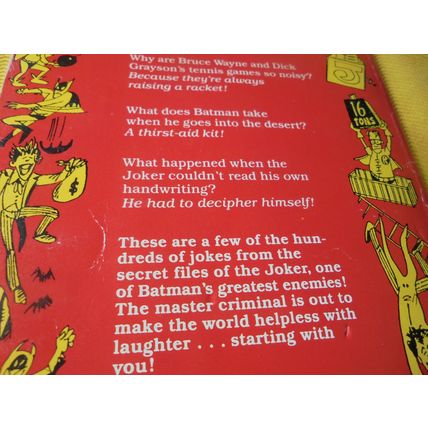 Why are Bruce Wayne and Dick
Grayson's tennis games so noisy?
Because they're always
raising a racket!
What does Batman take
when he goes into the desert?
A thirst-aid kit!
What happened when the
Joker couldn't read his own
handwriting?
He had to decipher himself!
These are a few of the hun-
dreds of jokes from the
secret files of the Joker, one
of Batman's greatest enemies!
The master criminal is out to
make the world helpless with
laughter . . . starting with
you!
16
TONS
$